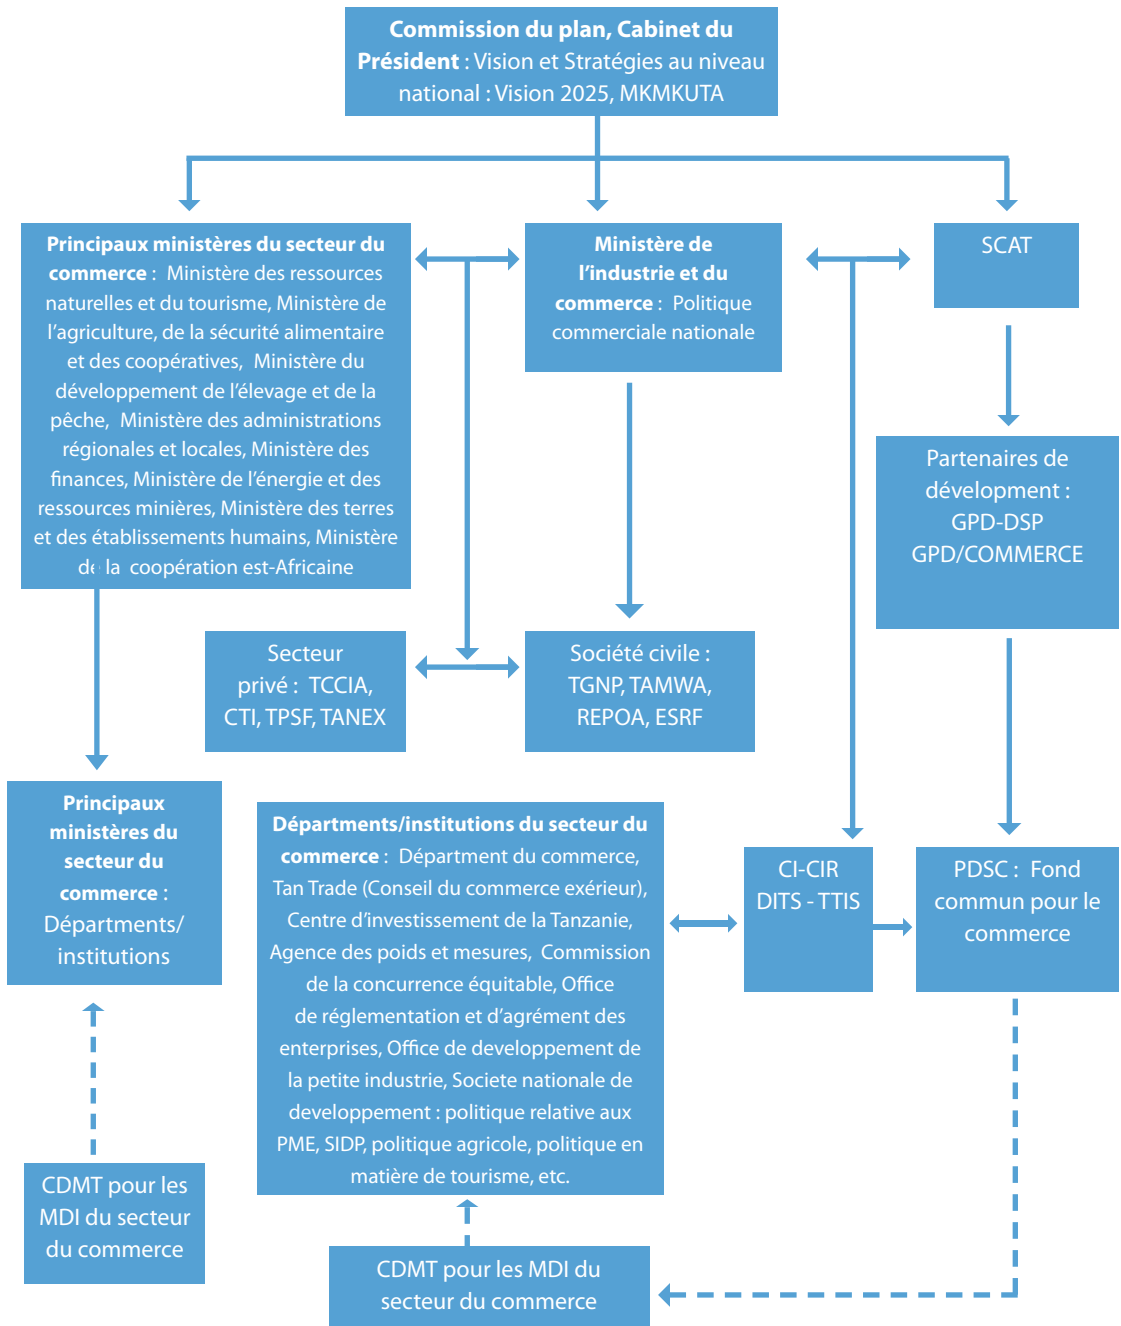 Commission du plan, Cabinet du
Président : Vision et Stratégies au niveau
national : Vision 2025, MKMKUTA
Principaux ministères du secteur du
commerce : Ministère des ressources
naturelles et du tourisme, Ministère de
l'agriculture, de la sécurité alimentaire
et des coopératives, Ministère du
développement de l'élevage et de la
pêche, Ministère des administrations
régionales et locales, Ministère des
finances, Ministère de l'énergie et des
ressources minières, Ministère des terres
et des établissements humains, Ministère
de la coopération est-Africaine
Ministère de
l'industrie et du
commerce : Politique
commerciale nationale
SCAT
Partenaires de
dévelopment :
GPD-DSP
GPD/COMMERCE
Secteur
privé : TCCIA,
CTI, TPSF, TANEX
Société civile :
TGNP, TAMWA,
REPOA, ESRF
Principaux
ministères du
secteur du
commerce :
Départments/
institutions
Départments/institutions du secteur du
commerce : Départment du commerce,
Tan Trade (Conseil du commerce exérieur),
Centre d'investissement de la Tanzanie,
Agence des poids et mesures, Commission
de la concurrence équitable, Office
de réglementation et d'agrément des
enterprises, Office de developpement de
la petite industrie, Societe nationale de
developpement : politique relative aux
PME, SIDP, politique agricole, politique en
matière de tourisme, etc.
CI-CIR
DITS - TTIS
PDSC : Fond
commun pour le
commerce
CDMT pour les
MDI du secteur
du commerce
CDMT pour les MDI du
secteur du commerce